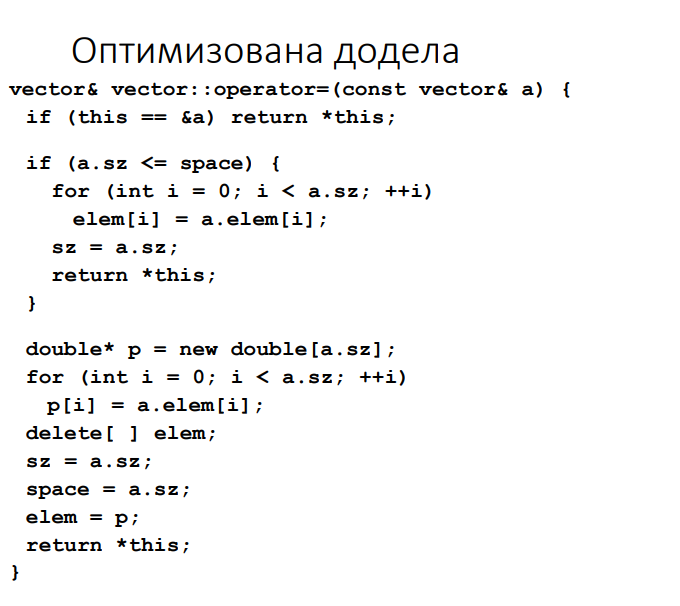 Оптимизована додела
vector& vector::operator=(const vector& a) {
if (this == &a) return *this;
if (a.sz <= space) {
for (int i = 0; i < a.sz; ++i)
elem[i] = a.elem[i];
sz = a.sz;
return *this;
}
double* p = new double[a.sz];
for (int i = 0; i < a.sz; ++i)
p[i] = a.elem[i];
delete[ ] elem;
sz = a.sz;
space = a.sz;
elem = p;
return *this;
}